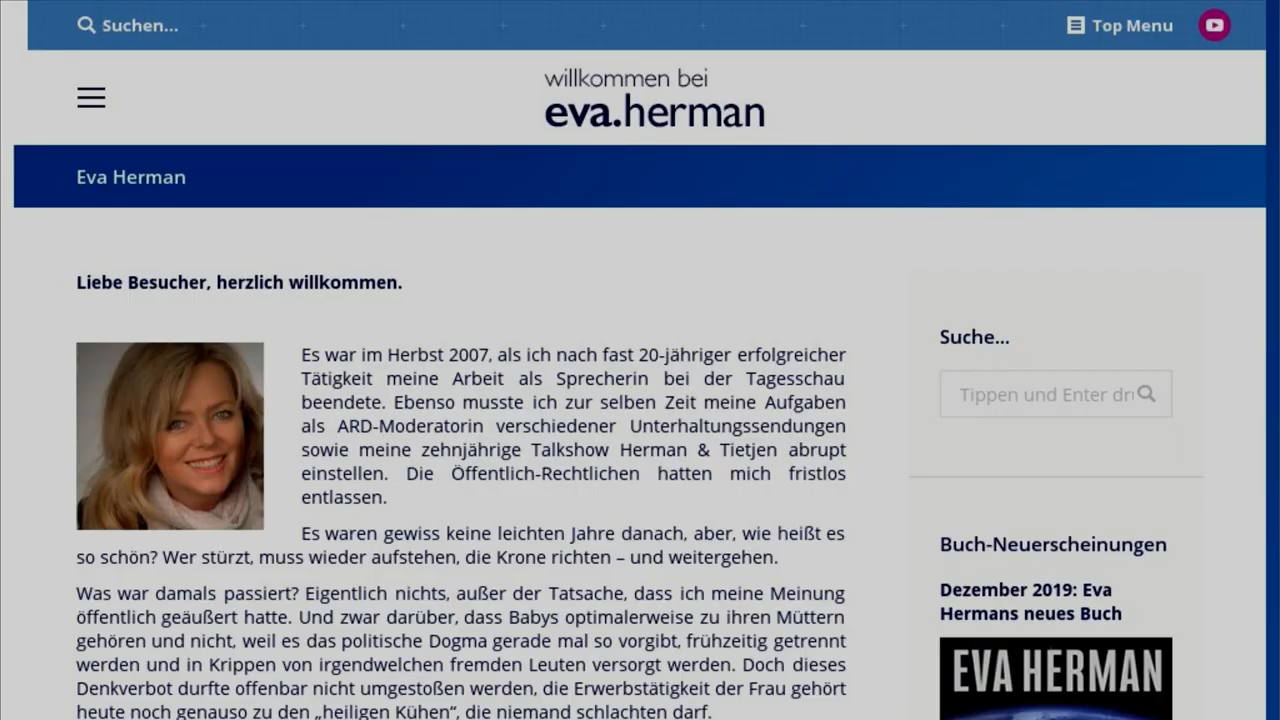 Suchen...
Top Menu
willkommen bei
eva.herman
Eva Herman
Liebe Besucher, herzlich willkommen.
Es war im Herbst 2007, als ich nach fast 20-jähriger erfolgreicher
Tätigkeit meine Arbeit als Sprecherin bei der Tagesschau
beendete. Ebenso musste ich zur selben Zeit meine Aufgaben
als ARD-Moderatorin verschiedener Unterhaltungssendungen
sowie meine zehnjährige Talkshow Herman & Tietjen abrupt
einstellen. Die Öffentlich-Rechtlichen hatten mich fristlos
entlassen.
Es waren gewiss keine leichten Jahre danach, aber, wie heißt es
so schön? Wer stürzt, muss wieder aufstehen, die Krone richten – und weitergehen.
Was war damals passiert? Eigentlich nichts, außer der Tatsache, dass ich meine Meinung
öffentlich geäußert hatte. Und zwar darüber, dass Babys optimalerweise zu ihren Müttern
gehören und nicht, weil es das politische Dogma gerade mal so vorgibt, frühzeitig getrennt
werden und in Krippen von irgendwelchen fremden Leuten versorgt werden. Doch dieses
Denkverbot durfte offenbar nicht umgestoßen werden, die Erwerbstätigkeit der Frau gehört
heute noch genauso zu den „heiligen Kühen“, die niemand schlachten darf.
Suche...
Tippen und Enter dr
Buch-Neuerscheinungen
Dezember 2019: Eva
Hermans neues Buch
EVA HERMAN